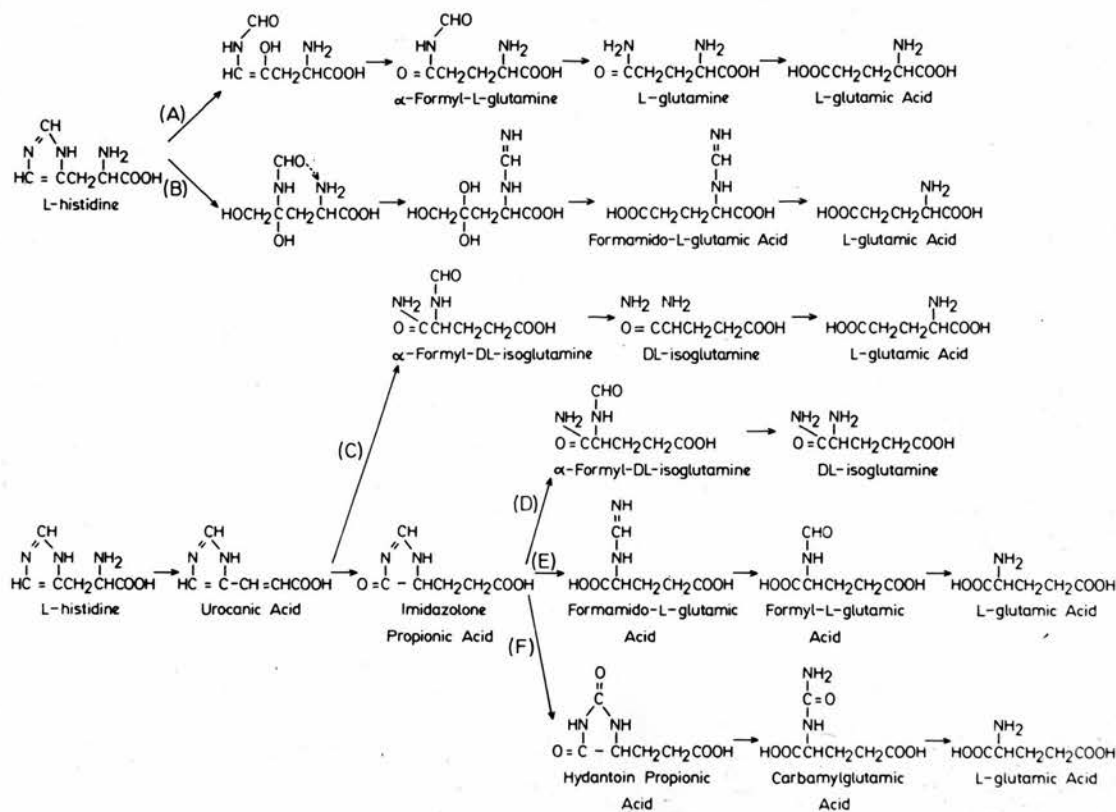 CHO
HN OH NH2
HC = CCH2CHCOOH
CHO
HN NH2
O = CCH2CH2CHCOOH
α-Formyl-L-glutamine
H2N NH2
O = CCH2CH2CHCOOH
L-glutamine
NH2
HOOCCH2CH2CHCOOH
L-glutamic Acid
(A)
CH
N NH NH2
HC = CCH2CHCOOH
L-histidine
(B)
CHO
NH NH2
HOCCCH2CHCOOH
OH
NH
CH
OH NH
HOCCCH2CHCOOH
OH
NH
CH
NH
HOOCCH2CH2CHCOOH
Formamido-L-glutamic Acid
NH2
HOOCCH2CH2CHCOOH
L-glutamic Acid
(C)
CHO
NH2 NH
O = CCHCH2CH2COOH
α-Formyl-DL-isoglutamine
NH2 NH2
O = CCHCH2CH2COOH
DL-isoglutamine
NH2
HOOCCH2CH2CHCOOH
L-glutamic Acid
(D)
CHO
NH2 NH
O = CCHCH2CH2COOH
α-Formyl-DL-isoglutamine
NH2 NH2
O = CCHCH2CH2COOH
DL-isoglutamine
CH
N NH NH2
HC = CCH2CHCOOH
L-histidine
CH
N NH
HC = C - CH = CHCOOH
Urocanic Acid
CH
N NH
O = C - CHCH2CH2COOH
Imidazolone
Propionic Acid
(E)
NH
CH
HN
HOOCCHCH2CH2COOH
Formamido-L-glutamic
Acid
CHO
NH
HOOCCHCH2CH2COOH
Formyl-L-glutamic
Acid
NH2
HOOCCHCH2CH2COOH
L-glutamic Acid
(F)
O
C
HN NH
O = C - CHCH2CH2COOH
Hydantoin Propionic
Acid
NH2
C = O
NH
HOOCCHCH2CH2COOH
Carbamylglutamic
Acid
NH2
HOOCCHCH2CH2COOH
L-glutamic Acid